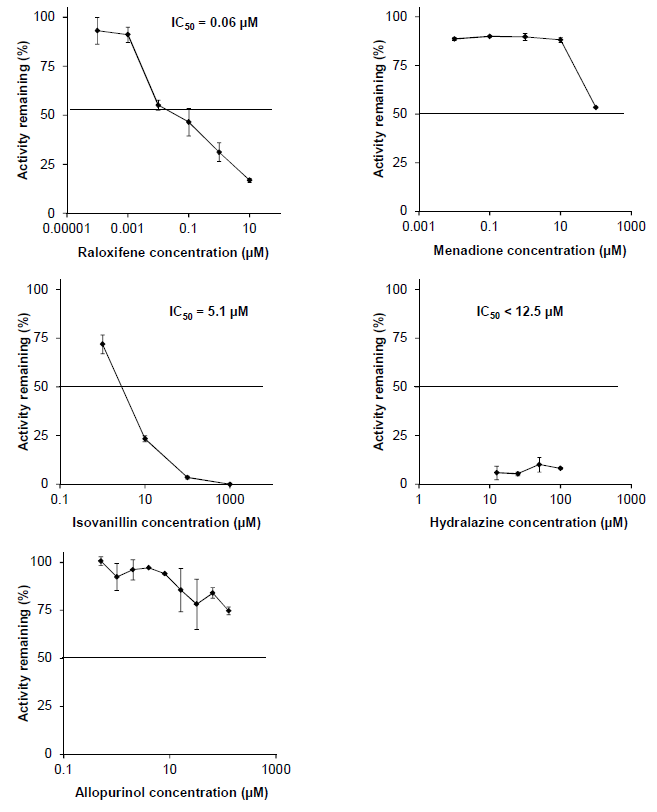 IC50 = 0.06 µM
Activity remaining (%)
100
75
50
25
0
0.00001 0.001 0.1 10
Raloxifene concentration (µM)
Activity remaining (%)
100
75
50
25
0
0.001 0.1 10 1000
Menadione concentration (µM)
IC50 = 5.1 µM
Activity remaining (%)
100
75
50
25
0
0.1 10 1000
Isovanillin concentration (µM)
IC50 < 12.5 µM
Activity remaining (%)
100
75
50
25
0
1 10 100 1000
Hydralazine concentration (µM)
Activity remaining (%)
100
75
50
25
0
0.1 10 1000
Allopurinol concentration (µM)